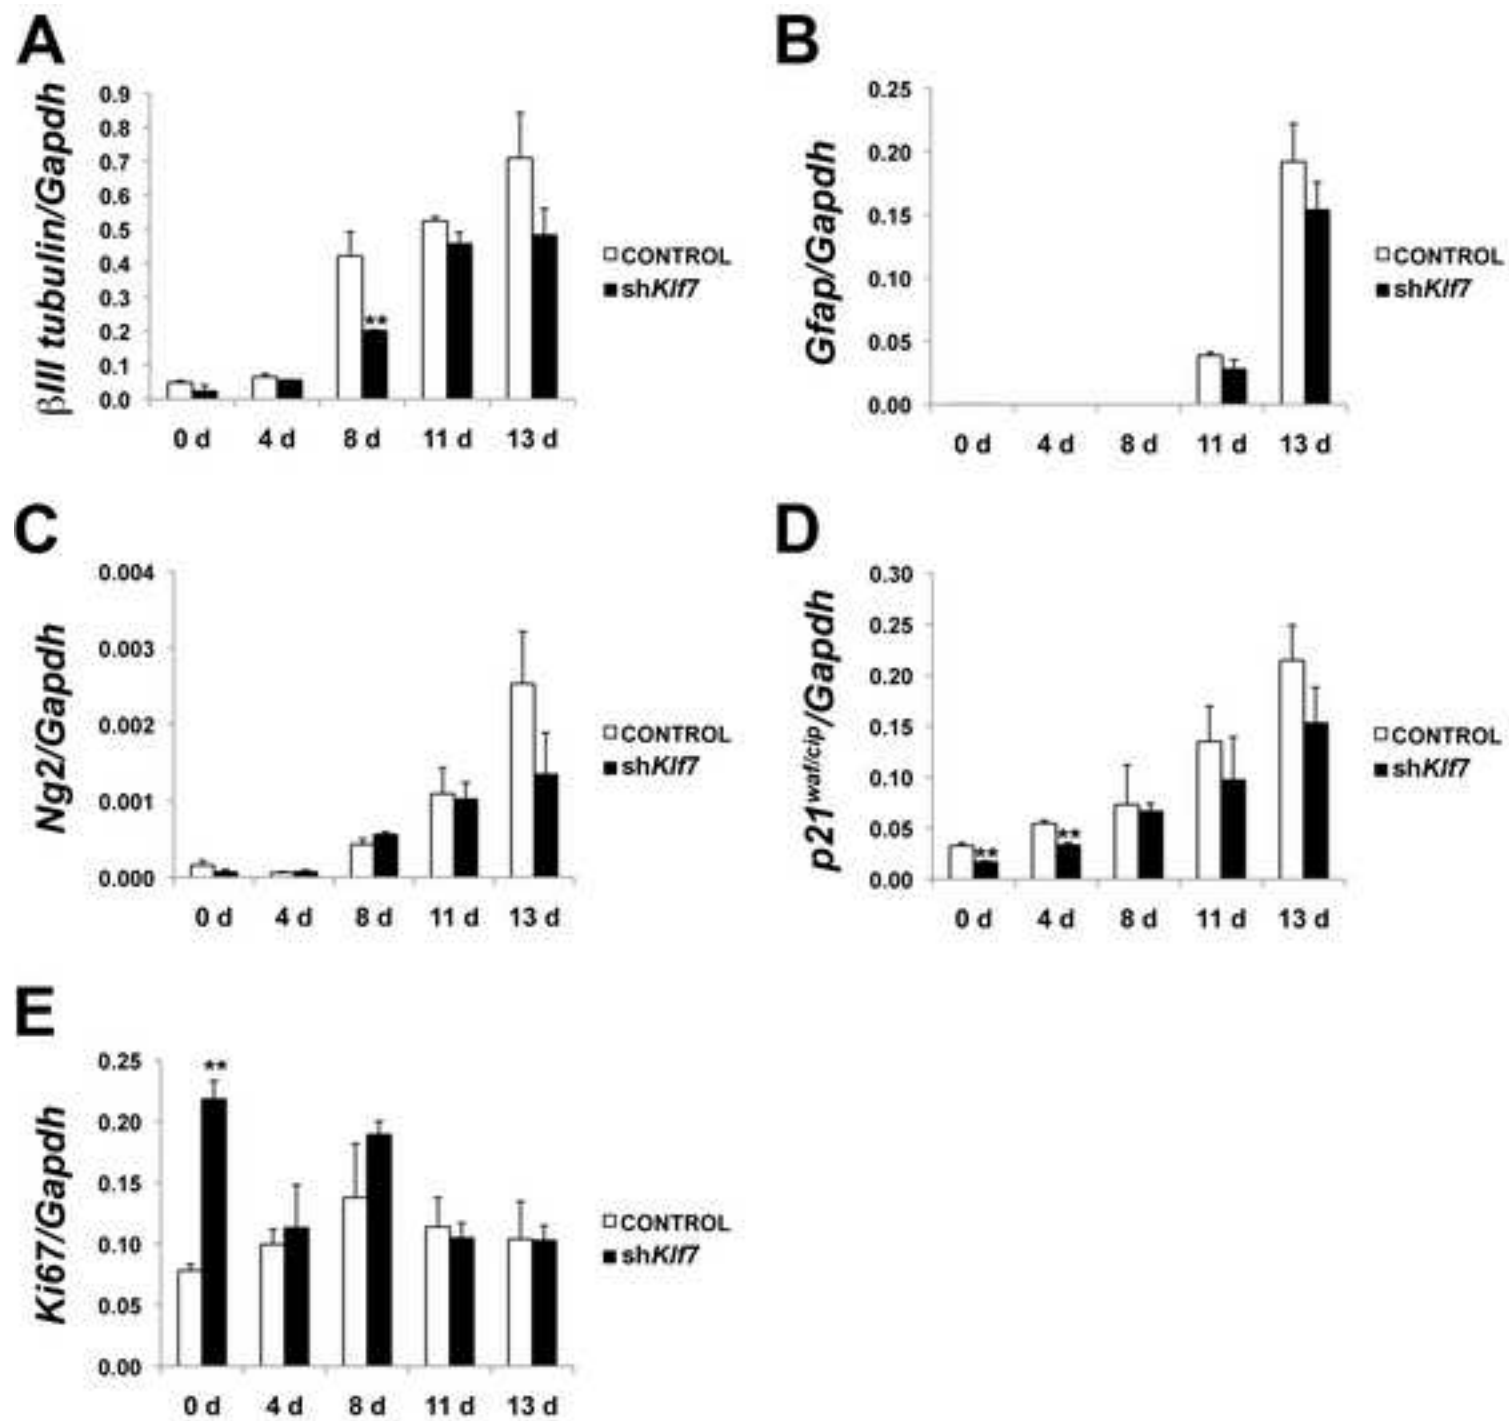 A
βIII tubulin/Gapdh
0.9
0.8
0.7
0.6
0.5
0.4
0.3
0.2
0.1
0.0
**
0 d 4 d 8 d 11 d 13 d
CONTROL
shKlf7
B
Gfap/Gapdh
0.25
0.20
0.15
0.10
0.05
0.00
0 d 4 d 8 d 11 d 13 d
CONTROL
shKlf7
C
Ng2/Gapdh
0.004
0.003
0.002
0.001
0.000
0 d 4 d 8 d 11 d 13 d
CONTROL
shKlf7
D
p21waf/cip/Gapdh
0.30
0.25
0.20
0.15
0.10
0.05
0.00
** **
0 d 4 d 8 d 11 d 13 d
CONTROL
shKlf7
E
Ki67/Gapdh
0.25
0.20
0.15
0.10
0.05
0.00
**
0 d 4 d 8 d 11 d 13 d
CONTROL
shKlf7